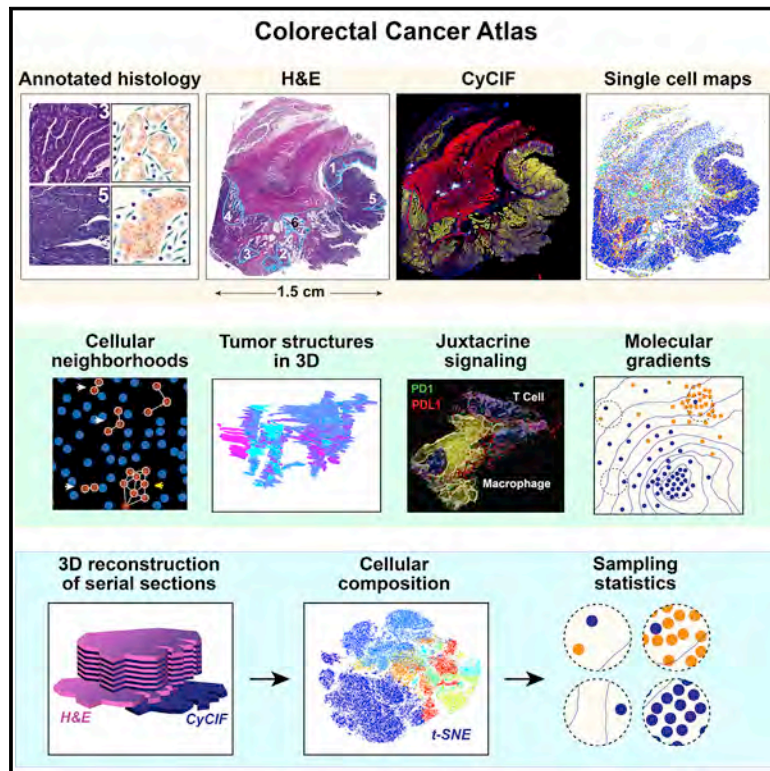 Colorectal Cancer Atlas
Annotated histology
H&E
CyCIF
Single cell maps
3
5
1
5
4
6
3
2
1.5 cm
Cellular
neighborhoods
Tumor structures
in 3D
Juxtacrine
signaling
Molecular
gradients
PD1
PDL1
T Cell
Macrophage
3D reconstruction
of serial sections
Cellular
composition
Sampling
statistics
H&E
CyCIF
t-SNE